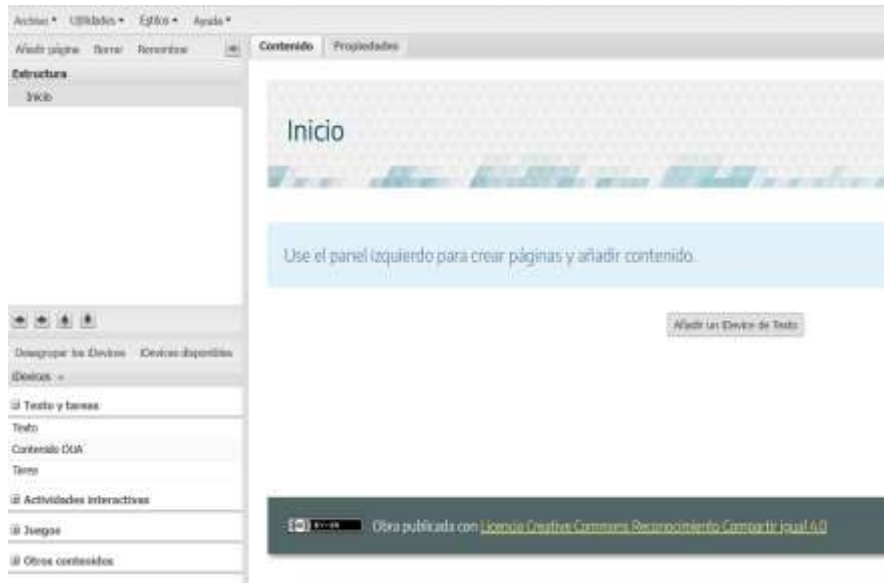 Archivo Utilidades Estilos Ayuda
Añadir página Borrar Renombrar
Estructura
Inicio
Desagrupar los iDevices iDevices disponibles
iDevices
Texto y tareas
Texto
Contenido DUA
Tarea
Actividades interactivas
Juegos
Otros contenidos
Contenido Propiedades
Inicio
Use el panel izquierdo para crear páginas y añadir contenido.
Añadir un iDevice de Texto
Obra publicada con Licencia Creative Commons Reconocimiento Compartir igual 4.0